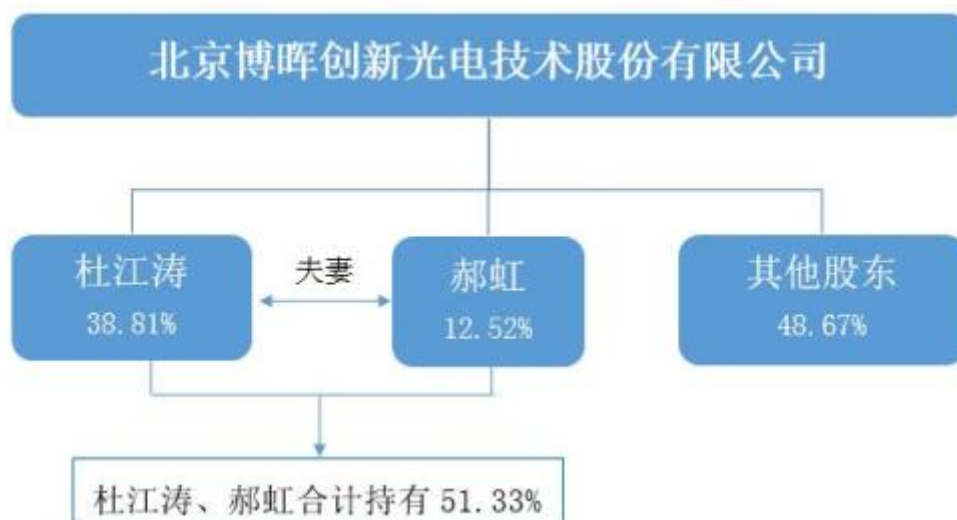 北京博晖创新光电技术股份有限公司
杜江涛
38.81%
夫妻
郝虹
12.52%
其他股东
48.67%
杜江涛、郝虹合计持有 51.33%